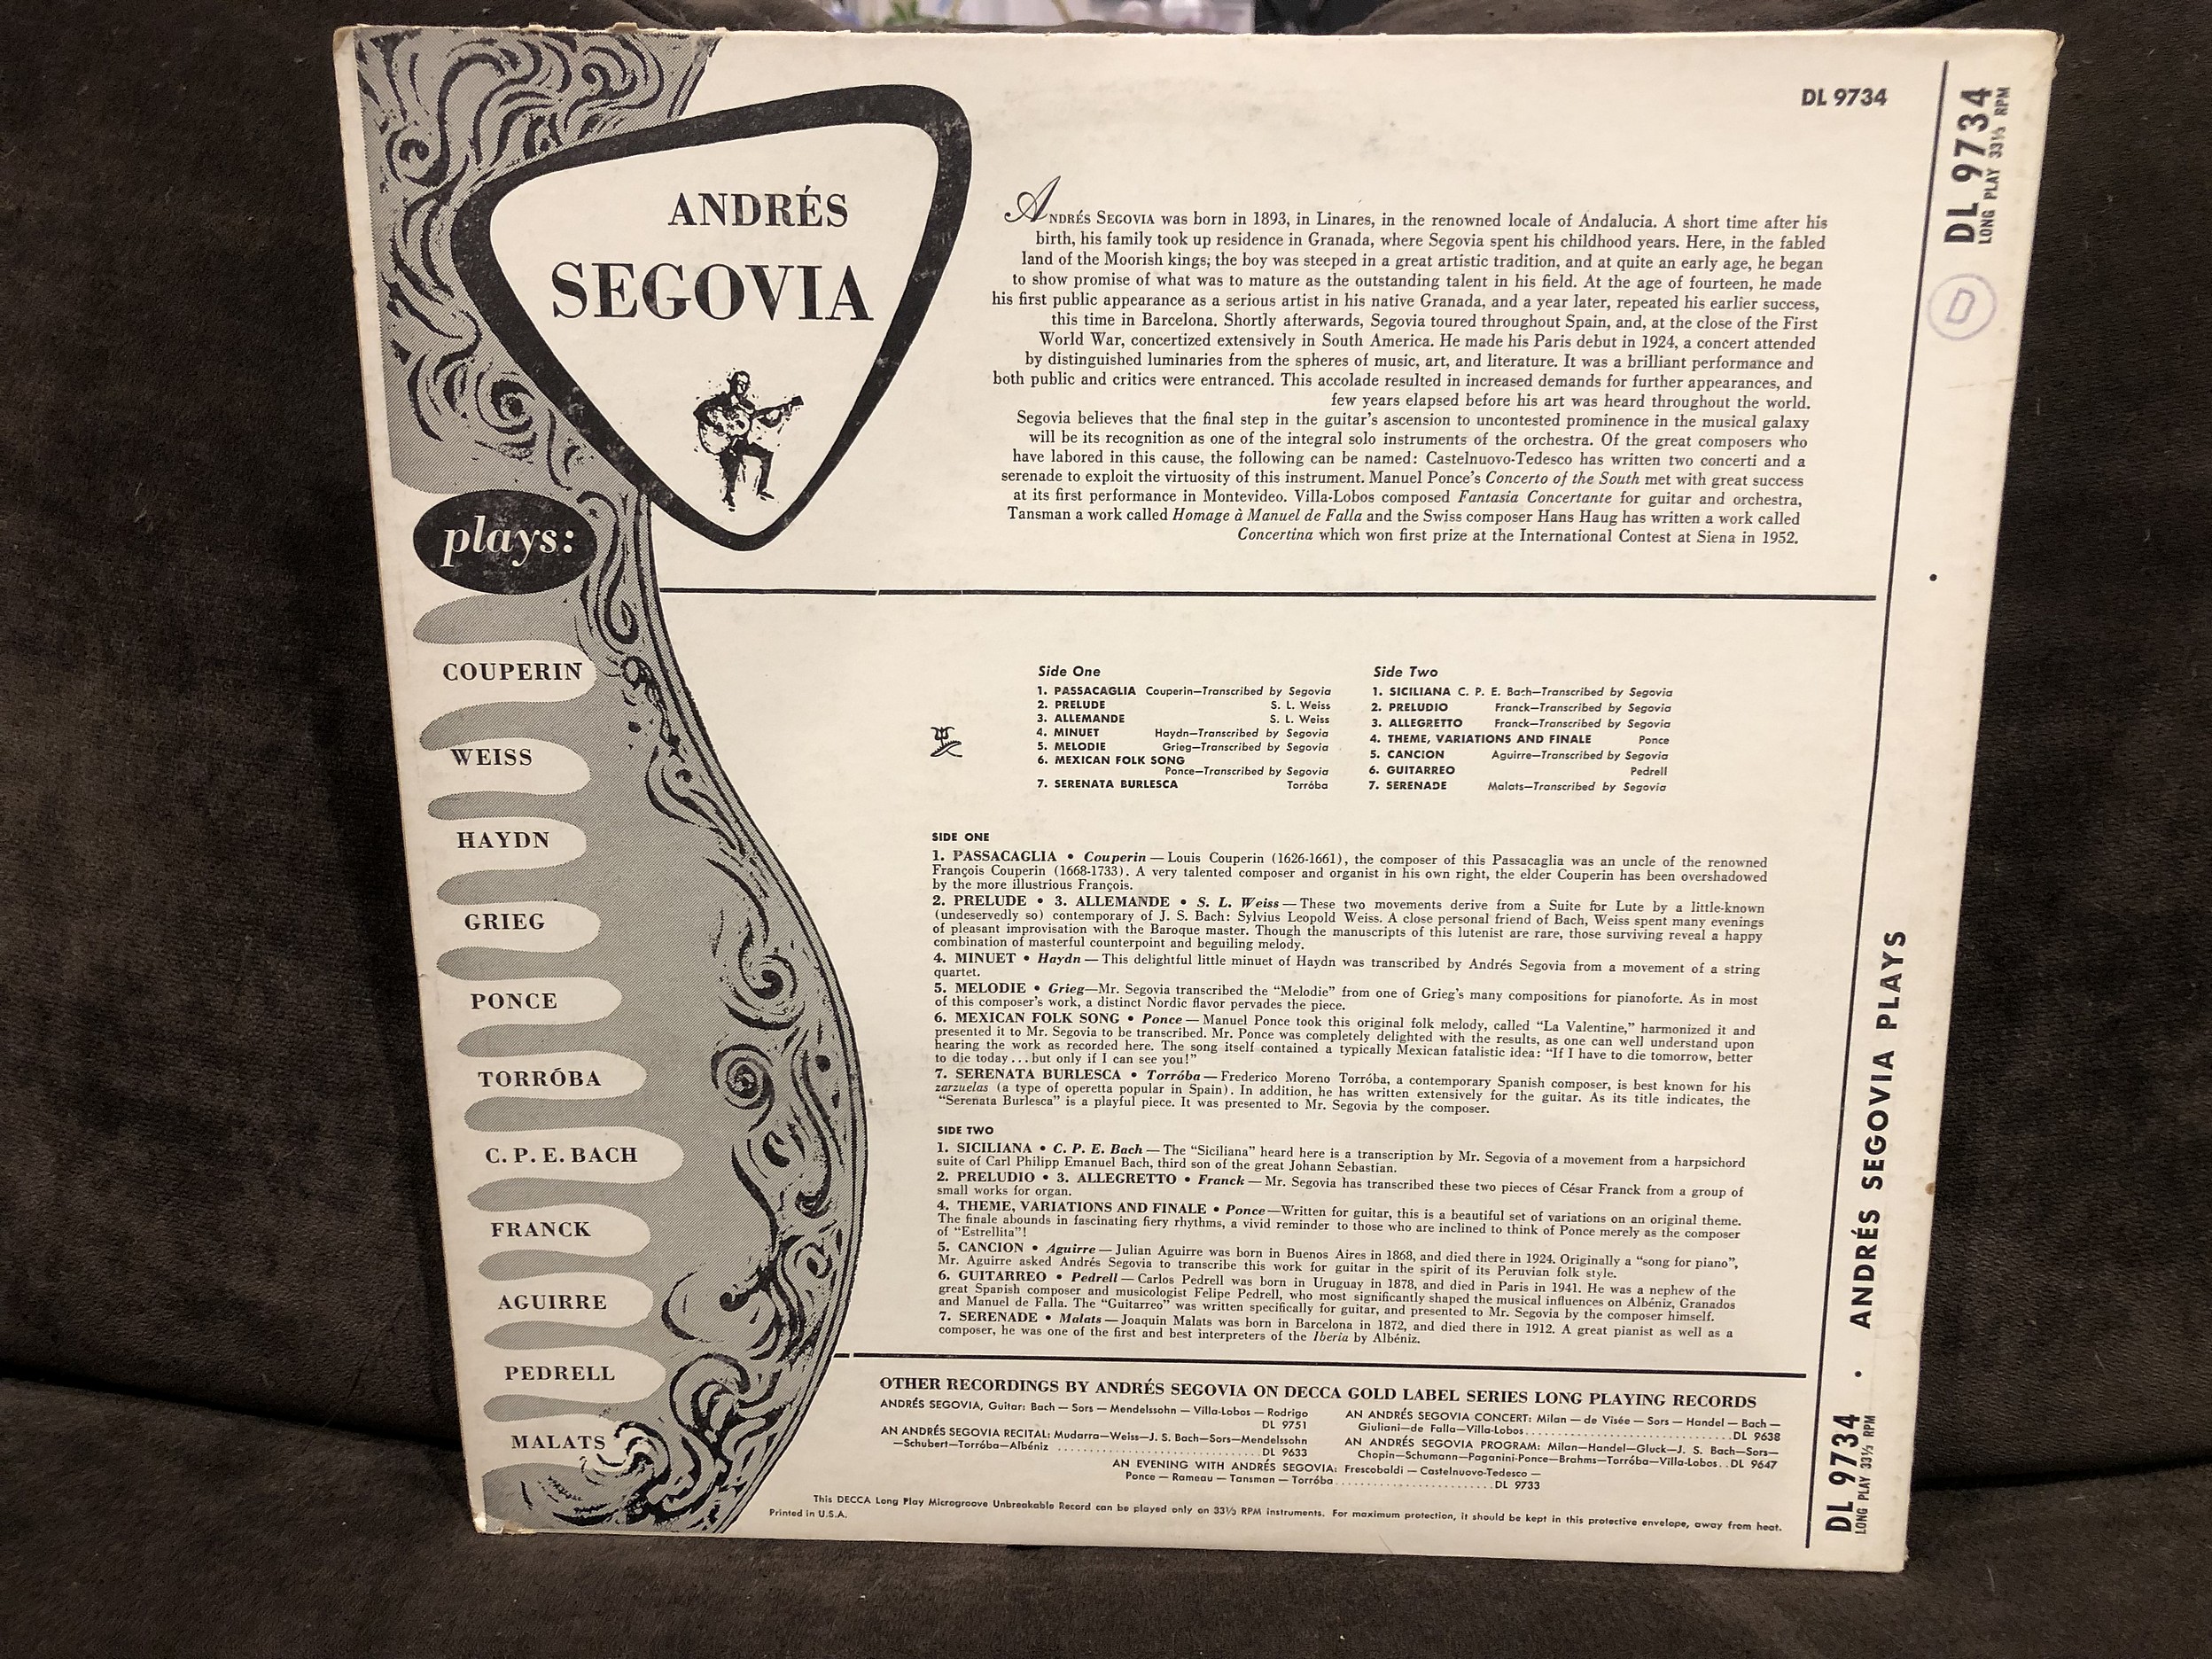 DL 9734
ANDRÉS
SEGOVIA
plays:
COUPERIN
WEISS
HAYDN
GRIEG
PONCE
TORRÓBA
C. P. E. BACH
FRANCK
AGUIRRE
PEDRELL
MALATS
ANDRÉS SEGOVIA was born in 1893, in Linares, in the renowned locale of Andalucia. A short time after his
birth, his family took up residence in Granada, where Segovia spent his childhood years. Here, in the fabled
land of the Moorish kings; the boy was steeped in a great artistic tradition, and at quite an early age, he began
to show promise of what was to mature as the outstanding talent in his field. At the age of fourteen, he made
his first public appearance as a serious artist in his native Granada, and a year later, repeated his earlier success,
this time in Barcelona. Shortly afterwards, Segovia toured throughout Spain, and, at the close of the First
World War, concertized extensively in South America. He made his Paris debut in 1924, a concert attended
by distinguished luminaries from the spheres of music, art, and literature. It was a brilliant performance and
both public and critics were entranced. This accolade resulted in increased demands for further appearances, and
few years elapsed before his art was heard throughout the world.
Segovia believes that the final step in the guitar's ascension to uncontested prominence in the musical galaxy
will be its recognition as one of the integral solo instruments of the orchestra. Of the great composers who
have labored in this cause, the following can be named: Castelnuovo-Tedesco has written two concerti and a
serenade to exploit the virtuosity of this instrument. Manuel Ponce's Concerto of the South met with great success
at its first performance in Montevideo. Villa-Lobos composed Fantasia Concertante for guitar and orchestra,
Tansman a work called Homage à Manuel de Falla and the Swiss composer Hans Haug has written a work called
Concertina which won first prize at the International Contest at Siena in 1952.
Side One
1. PASSACAGLIA Couperin—Transcribed by Segovia
2. PRELUDE S. L. Weiss
3. ALLEMANDE S. L. Weiss
4. MINUET Haydn—Transcribed by Segovia
5. MELODIE Grieg—Transcribed by Segovia
6. MEXICAN FOLK SONG
Ponce—Transcribed by Segovia
7. SERENATA BURLESCA Torróba
Side Two
1. SICILIANA C. P. E. Bach—Transcribed by Segovia
2. PRELUDIO Franck—Transcribed by Segovia
3. ALLEGRETTO Franck—Transcribed by Segovia
4. THEME, VARIATIONS AND FINALE Ponce
5. CANCION Aguirre—Transcribed by Segovia
6. GUITARREO Pedrell
7. SERENADE Malats—Transcribed by Segovia
SIDE ONE
1. PASSACAGLIA • Couperin — Louis Couperin (1626-1661), the composer of this Passacaglia was an uncle of the renowned
François Couperin (1668-1733). A very talented composer and organist in his own right, the elder Couperin has been overshadowed
by the more illustrious François.
2. PRELUDE • 3. ALLEMANDE • S. L. Weiss — These two movements derive from a Suite for Lute by a little-known
(undeservedly so) contemporary of J. S. Bach: Sylvius Leopold Weiss. A close personal friend of Bach, Weiss spent many evenings
of pleasant improvisation with the Baroque master. Though the manuscripts of this lutenist are rare, those surviving reveal a happy
combination of masterful counterpoint and beguiling melody.
4. MINUET • Haydn — This delightful little minuet of Haydn was transcribed by Andrés Segovia from a movement of a string
quartet.
5. MELODIE • Grieg—Mr. Segovia transcribed the "Melodie" from one of Grieg's many compositions for pianoforte. As in most
of this composer's work, a distinct Nordic flavor pervades the piece.
6. MEXICAN FOLK SONG • Ponce — Manuel Ponce took this original folk melody, called "La Valentine," harmonized it and
presented it to Mr. Segovia to be transcribed. Mr. Ponce was completely delighted with the results, as one can well understand upon
hearing the work as recorded here. The song itself contained a typically Mexican fatalistic idea: "If I have to die tomorrow, better
to die today . . . but only if I can see you!"
7. SERENATA BURLESCA • Torróba — Frederico Moreno Torróba, a contemporary Spanish composer, is best known for his
zarzuelas (a type of operetta popular in Spain). In addition, he has written extensively for the guitar. As its title indicates, the
"Serenata Burlesca" is a playful piece. It was presented to Mr. Segovia by the composer.
SIDE TWO
1. SICILIANA • C. P. E. Bach — The "Siciliana" heard here is a transcription by Mr. Segovia of a movement from a harpsichord
suite of Carl Philipp Emanuel Bach, third son of the great Johann Sebastian.
2. PRELUDIO • 3. ALLEGRETTO • Franck — Mr. Segovia has transcribed these two pieces of César Franck from a group of
small works for organ.
4. THEME, VARIATIONS AND FINALE • Ponce—Written for guitar, this is a beautiful set of variations on an original theme.
The finale abounds in fascinating fiery rhythms, a vivid reminder to those who are inclined to think of Ponce merely as the composer
of "Estrellita"!
5. CANCION • Aguirre — Julian Aguirre was born in Buenos Aires in 1868, and died there in 1924. Originally a "song for piano",
Mr. Aguirre asked Andrés Segovia to transcribe this work for guitar in the spirit of its Peruvian folk style.
6. GUITARREO • Pedrell — Carlos Pedrell was born in Uruguay in 1878, and died in Paris in 1941. He was a nephew of the
great Spanish composer and musicologist Felipe Pedrell, who most significantly shaped the musical influences on Albéniz, Granados
and Manuel de Falla. The "Guitarreo" was written specifically for guitar, and presented to Mr. Segovia by the composer himself.
7. SERENADE • Malats — Joaquin Malats was born in Barcelona in 1872, and died there in 1912. A great pianist as well as a
composer, he was one of the first and best interpreters of the Iberia by Albéniz.
OTHER RECORDINGS BY ANDRÉS SEGOVIA ON DECCA GOLD LABEL SERIES LONG PLAYING RECORDS
ANDRÉS SEGOVIA, Guitar: Bach — Sors — Mendelssohn — Villa-Lobos — Rodrigo
DL 9751
AN ANDRÉS SEGOVIA RECITAL: Mudarra—Weiss—J. S. Bach—Sors—Mendelssohn
—Schubert—Torróba—Albéniz DL 9633
AN ANDRÉS SEGOVIA CONCERT: Milan — de Visée — Sors — Handel — Bach —
Giuliani—de Falla—Villa-Lobos DL 9638
AN ANDRÉS SEGOVIA PROGRAM: Milan—Handel—Gluck—J. S. Bach—Sors—
Chopin—Schumann—Paganini-Ponce—Brahms—Torróba—Villa-Lobos. .DL 9647
AN EVENING WITH ANDRÉS SEGOVIA: Frescobaldi — Castelnuovo-Tedesco —
Ponce — Rameau — Tansman — Torróba DL 9733
This DECCA Long Play Microgroove Unbreakable Record can be played only on 33⅓ RPM instruments. For maximum protection, it should be kept in this protective envelope, away from heat.
Printed in U.S.A.
DL 9734
LONG PLAY 33⅓ RPM
D
• ANDRÉS SEGOVIA PLAYS •
DL 9734
LONG PLAY 33⅓ RPM